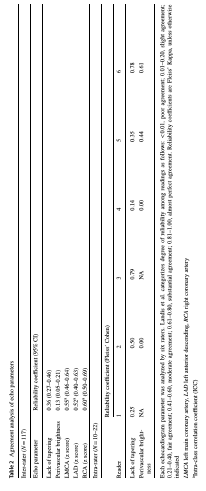 Table 2 Agreement analysis of echo parameters
Inter-rater (N = 117)
Echo parameter Reliability coefficient (95% CI)
Lack of tapering 0.36 (0.27–0.46)
Perivascular brightness 0.13 (0.05–0.21)
LMCA (z score) 0.55ᵃ (0.46–0.64)
LAD (z score) 0.52ᵃ (0.40–0.63)
RCA (z score) 0.60ᵃ (0.50–0.69)
Intra-rater (N = 10–22)
Reliability coefficient (Fleiss' Cohen)
Reader 1 2 3 4 5 6
Lack of tapering 0.25 0.50 0.79 0.14 0.35 0.78
Perivascular bright- NA 0.00 NA 0.00 0.44 0.61
ness
Each echocardiogram parameter was analyzed by six raters. Landis et al. categorizes degree of reliability among readings as follows: <0.01, poor agreement; 0.01–0.20, slight agreement;
0.21–0.40, fair agreement; 0.41–0.60, moderate agreement; 0.61–0.80, substantial agreement; 0.81–1.00, almost perfect agreement. Reliability coefficients are Fleiss' Kappa, unless otherwise
indicated
LMCA left main coronary artery; LAD left anterior descending, RCA right coronary artery
ᵃIntra-class correlation coefficient (ICC)